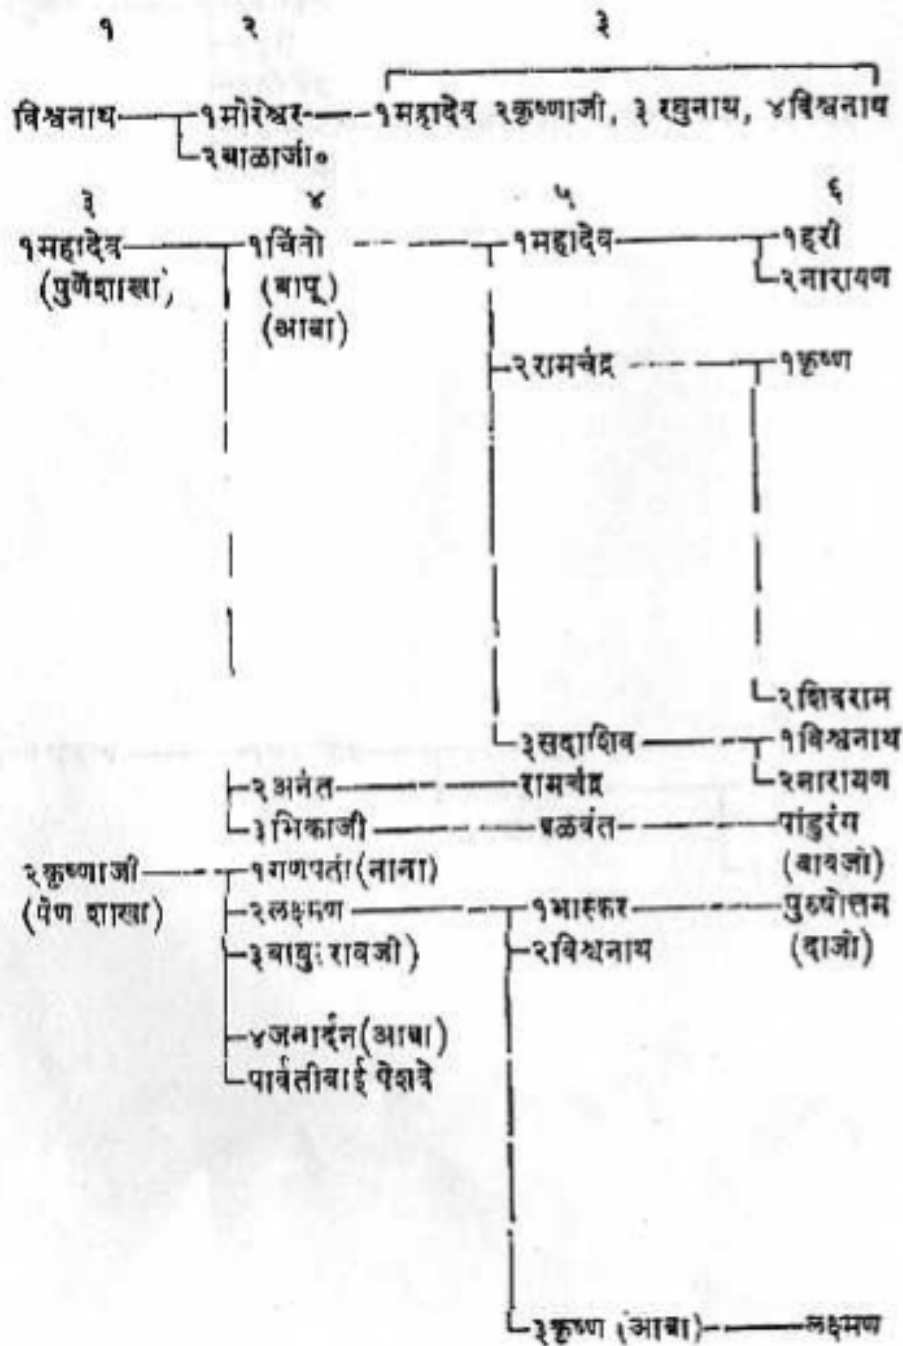 १ २ ३
विश्वनाथ १मोरेश्वर १महादेव २कृष्णाजी, ३ रघुनाथ, ४विश्वनाथ
२बाळाजी०
३ ४ ५ ६
१महादेव १चिंतो १महादेव १हरी
(पुणेंशाखा) (बापू) २नारायण
(आबा)
२रामचंद्र १कृष्ण
२शिवराम
३सदाशिव १विश्वनाथ
२अनंत रामचंद्र २नारायण
३भिकाजी बळवंत पांडुरंग
२कृष्णाजी १गणपती(नाना) (बावजी)
(पेण शाखा) २लक्ष्मण १भास्कर पुरुषोत्तम
३बाबुःरावजी) २विश्वनाथ (दाजी)
४जनार्दन(आबा)
पार्वतीबाई पेशवे
३कृष्ण (आबा) लक्ष्मण